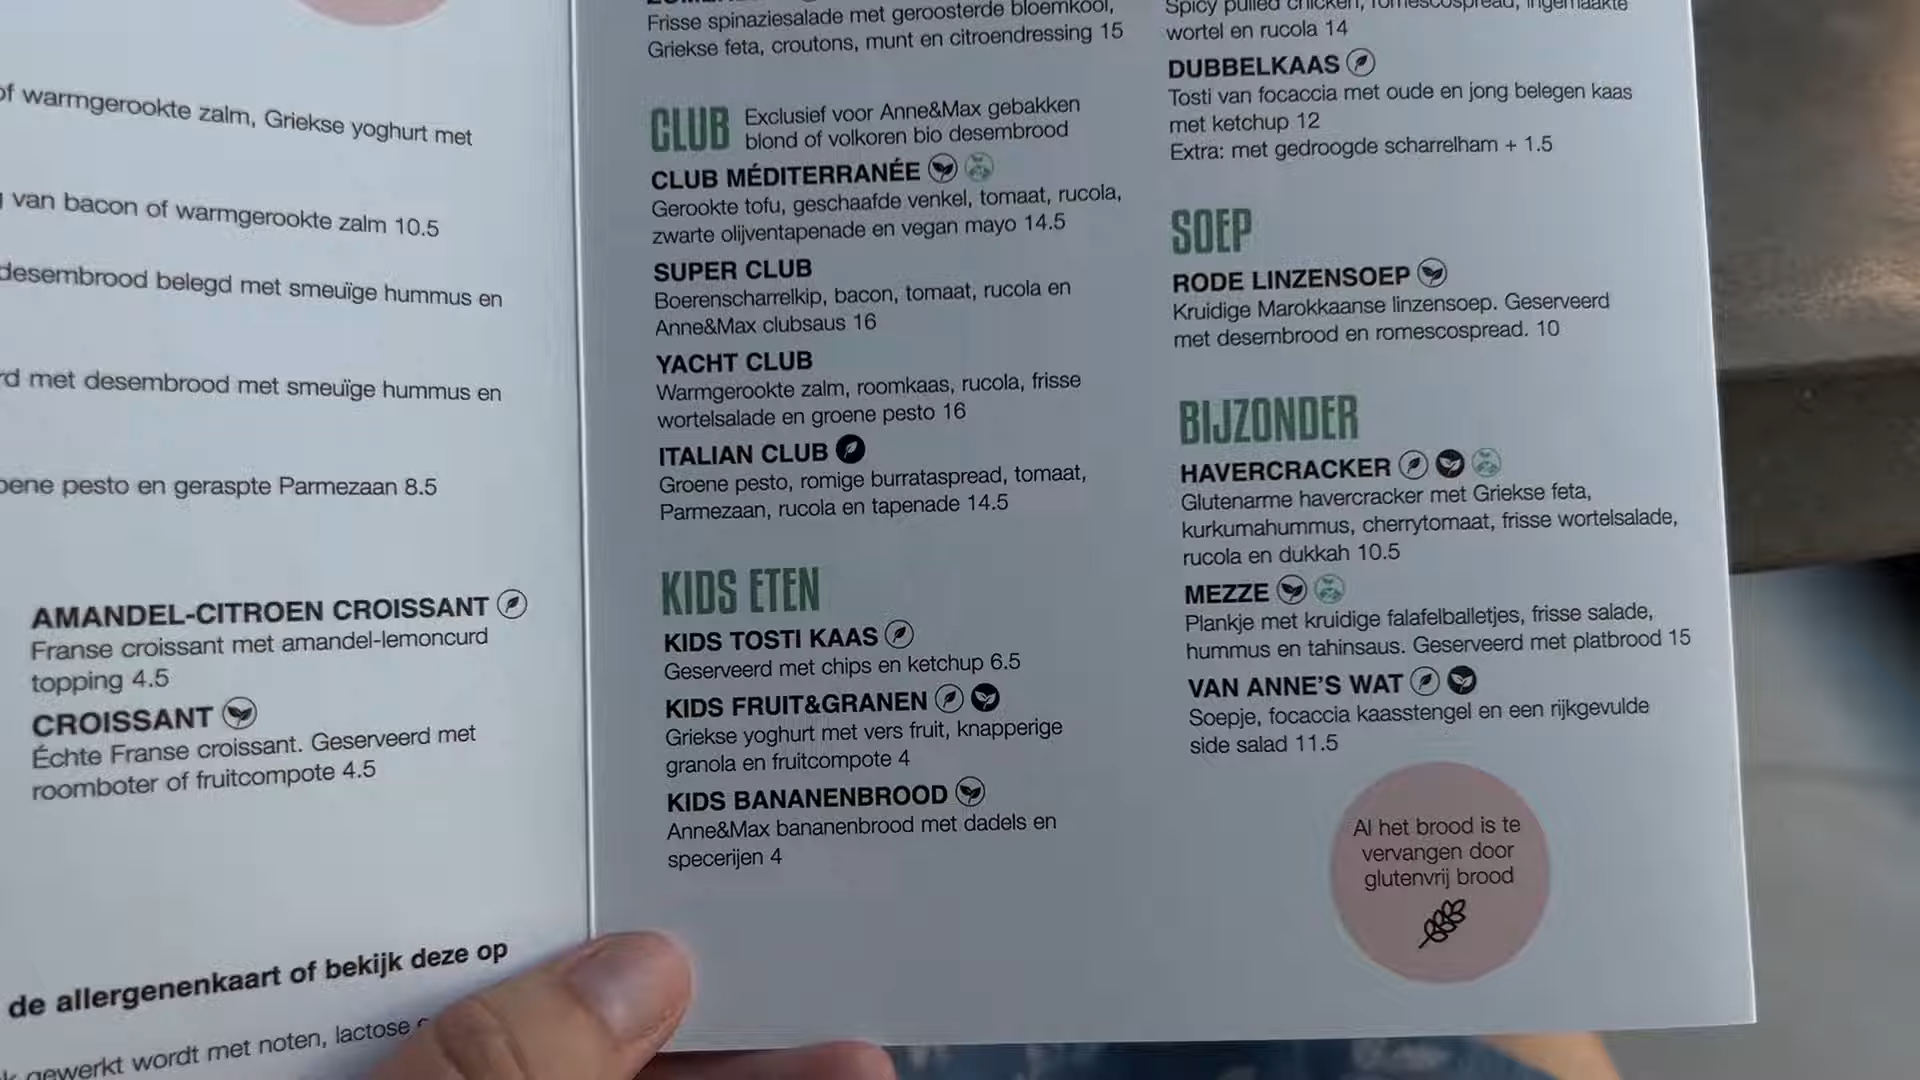 of warmgerookte zalm, Griekse yoghurt met
van bacon of warmgerookte zalm 10.5
desembrood belegd met smeuïge hummus en
met desembrood met smeuïge hummus en
pesto en geraspte Parmezaan 8.5
AMANDEL-CITROEN CROISSANT
Franse croissant met amandel-lemoncurd
topping 4.5
CROISSANT
Échte Franse croissant. Geserveerd met
roomboter of fruitcompote 4.5
de allergenenkaart of bekijk deze op
gewerkt wordt met noten, lactose
Frisse spinaziesalade met geroosterde bloemkool,
Griekse feta, croutons, munt en citroendressing 15
CLUB
Exclusief voor Anne&Max gebakken
blond of volkoren bio desembrood
CLUB MÉDITERRANÉE
Gerookte tofu, geschaafde venkel, tomaat, rucola,
zwarte olijventapenade en vegan mayo 14.5
SUPER CLUB
Boerenscharrelkip, bacon, tomaat, rucola en
Anne&Max clubsaus 16
YACHT CLUB
Warmgerookte zalm, roomkaas, rucola, frisse
wortelsalade en groene pesto 16
ITALIAN CLUB
Groene pesto, romige burrataspread, tomaat,
Parmezaan, rucola en tapenade 14.5
KIDS ETEN
KIDS TOSTI KAAS
Geserveerd met chips en ketchup 6.5
KIDS FRUIT&GRANEN
Griekse yoghurt met vers fruit, knapperige
granola en fruitcompote 4
KIDS BANANENBROOD
Anne&Max bananenbrood met dadels en
specerijen 4
Spicy pulled chicken, romescospread, ingemaakte
wortel en rucola 14
DUBBELKAAS
Tosti van focaccia met oude en jong belegen kaas
met ketchup 12
Extra: met gedroogde scharrelham + 1.5
SOEP
RODE LINZENSOEP
Kruidige Marokkaanse linzensoep. Geserveerd
met desembrood en romescospread. 10
BIJZONDER
HAVERCRACKER
Glutenarme havercracker met Griekse feta,
kurkumahummus, cherrytomaat, frisse wortelsalade,
rucola en dukkah 10.5
MEZZE
Plankje met kruidige falafelballetjes, frisse salade,
hummus en tahinsaus. Geserveerd met platbrood 15
VAN ANNE'S WAT
Soepje, focaccia kaasstengel en een rijkgevulde
side salad 11.5
Al het brood is te
vervangen door
glutenvrij brood